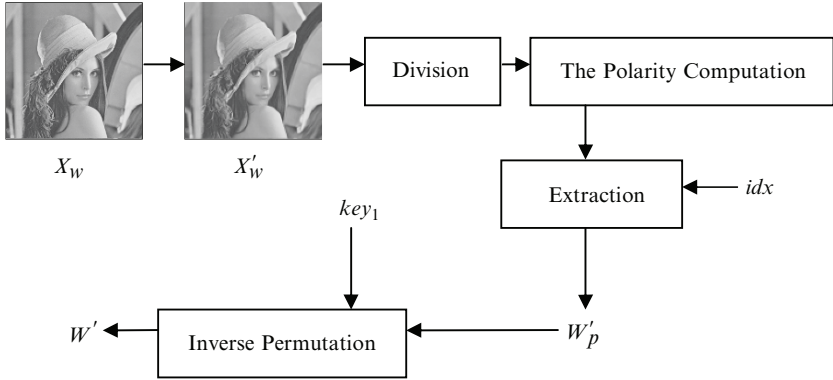 Division
The Polarity Computation
X_w
X'_w
Extraction
idx
key_1
W'
Inverse Permutation
W'_p